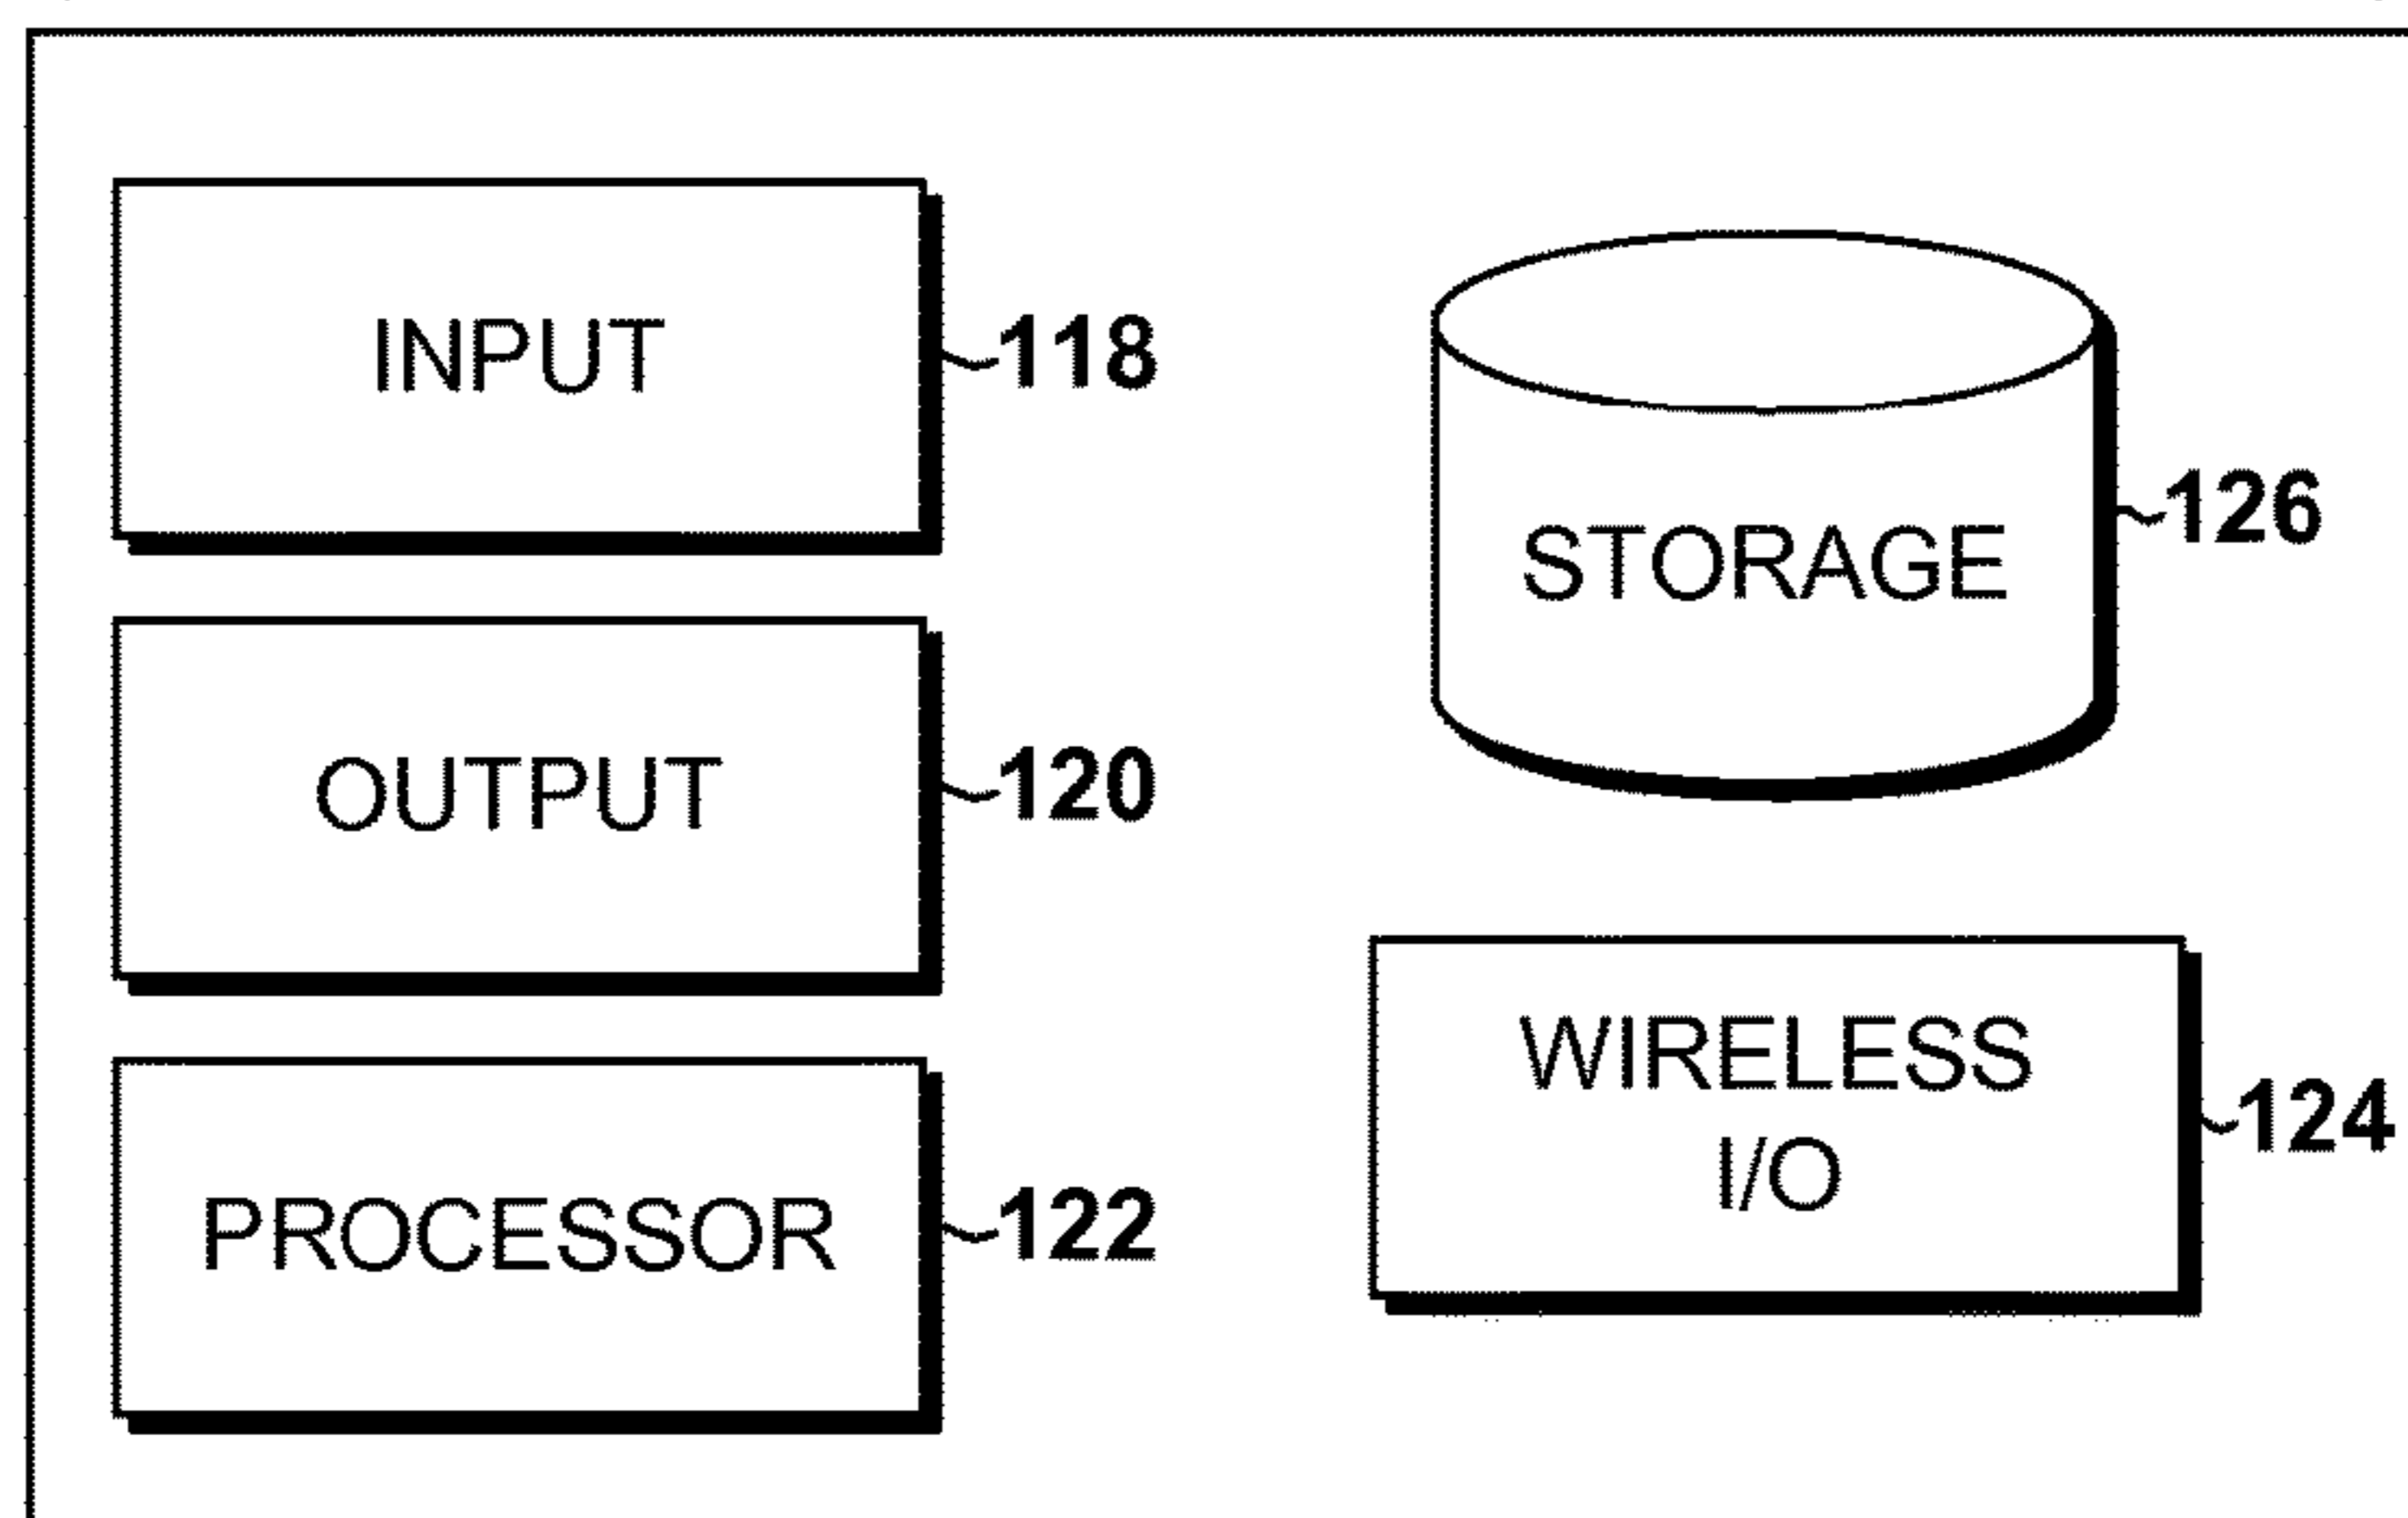 INPUT
118
OUTPUT
120
PROCESSOR
122
STORAGE
126
WIRELESS
I/O
124